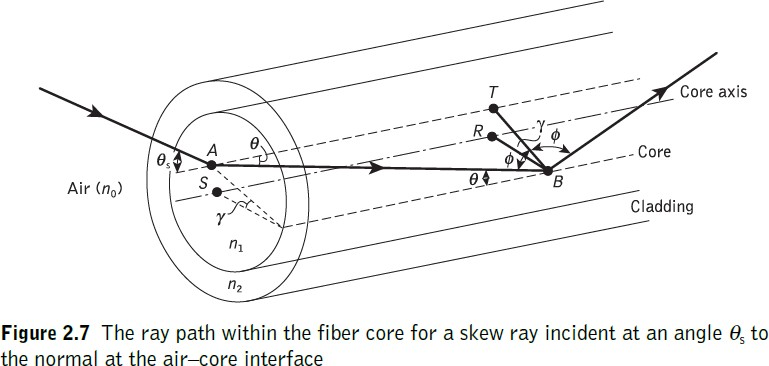 T
Core axis
R
γ
ϕ
θ
A
θs
ϕ
Core
S
Air (n0)
θ
B
γ
Cladding
n1
n2
Figure 2.7 The ray path within the fiber core for a skew ray incident at an angle θs to
the normal at the air–core interface